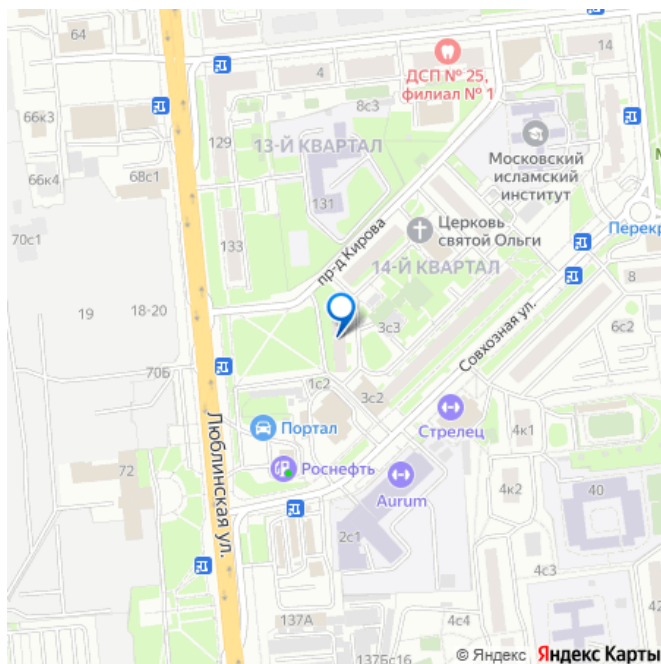 64
14
4
ДСП № 25,
филиал № 1
66к3
8с3
129
13-Й КВАРТАЛ
Московский
исламский
институт
66к4
68с1
131
Церковь
святой Ольги
Перекр
70с1
133
пр-д Кирова
14-Й КВАРТАЛ
8
19
18-20
3с3
Совхозная ул.
6с2
70Б
1с2
3с2
Стрелец
4к1
Портал
Люблинская ул.
72
Роснефть
Aurum
4к2
40
2с1
4с3
137А
4с4
42
137Бс16
© Яндекс Яндекс Карты